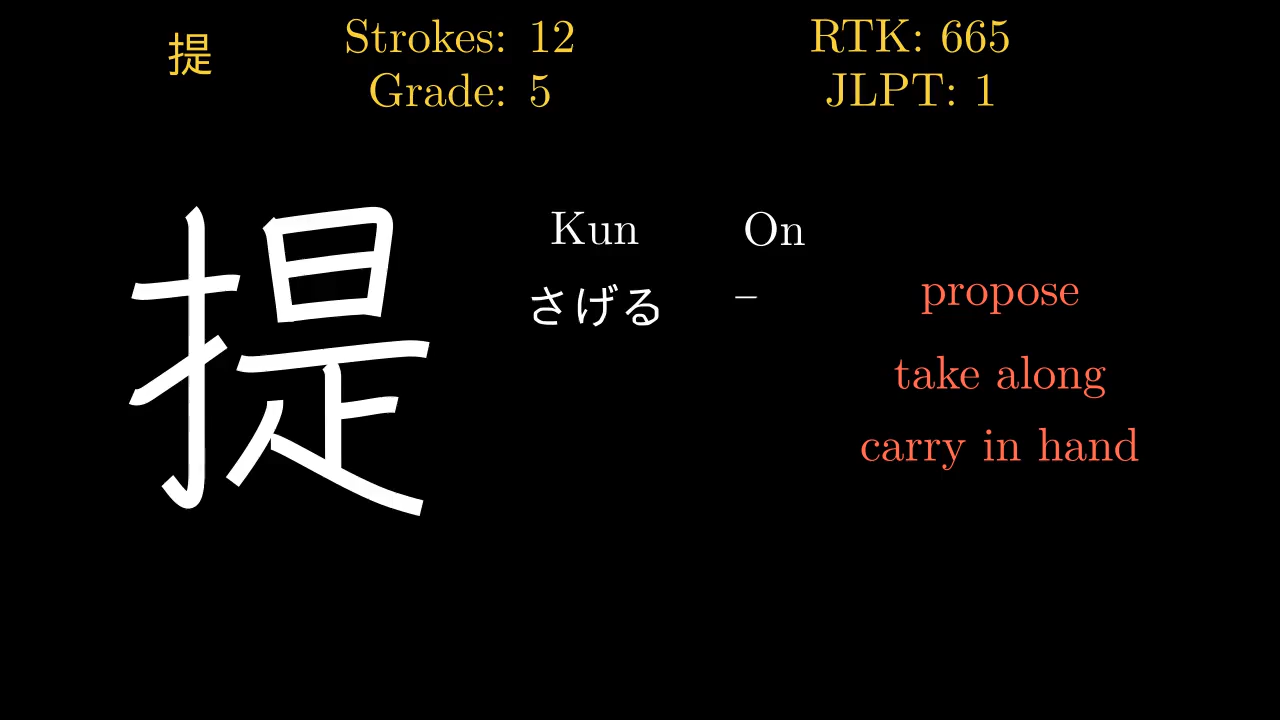 提
Strokes: 12
Grade: 5
RTK: 665
JLPT: 1
提
Kun
On
さげる
–
propose
take along
carry in hand